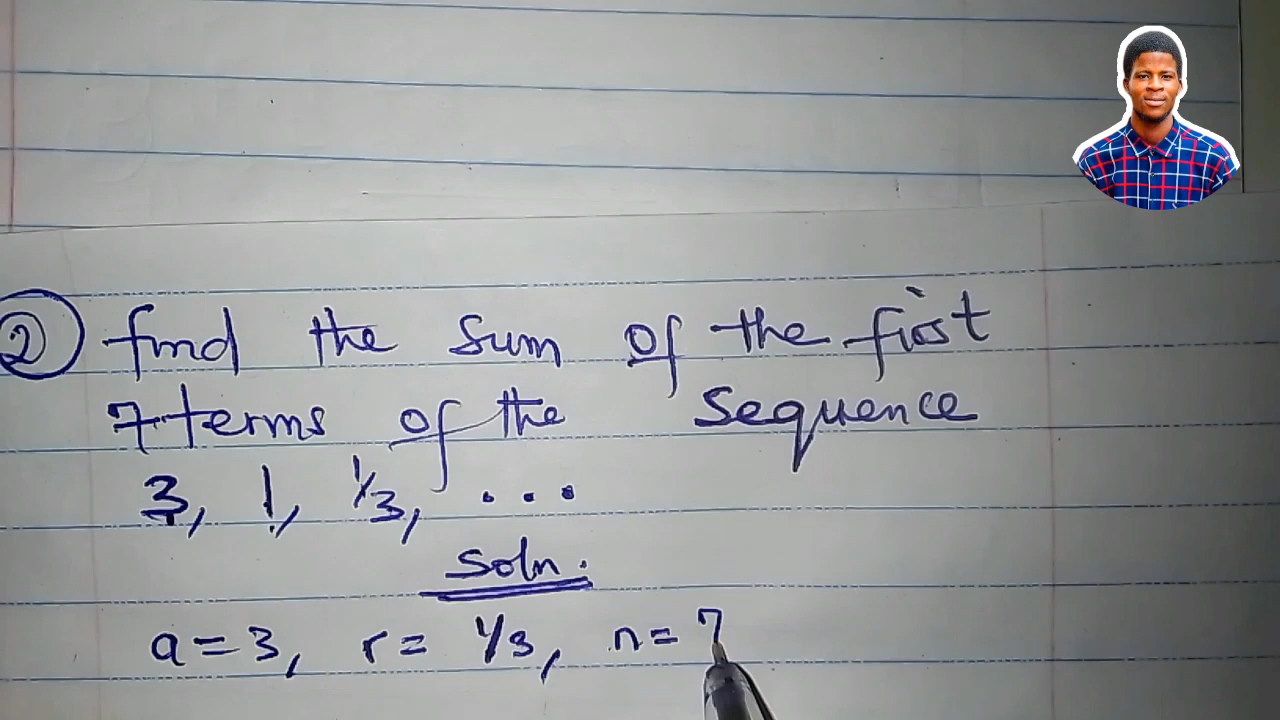 ② find the sum of the first
7 terms of the sequence
3, 1, 1/3, ...
Soln.
a = 3, r = 1/3, n = 7